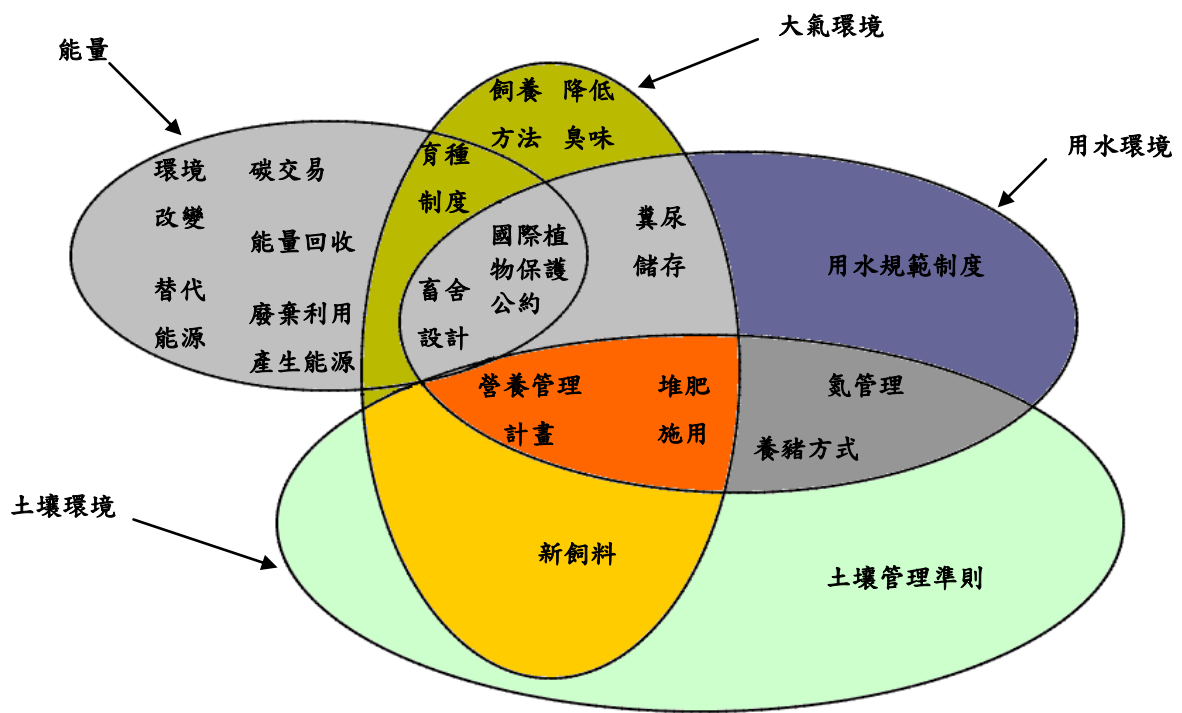 大氣環境
能量
飼養 降低
方法 臭味
用水環境
育種
制度
環境 碳交易
改變
能量回收
替代
能源
廢棄利用
產生能源
國際植
物保護
公約
畜舍
設計
糞尿
儲存
用水規範制度
營養管理
計畫
堆肥
施用
氮管理
養豬方式
土壤環境
新飼料
土壤管理準則